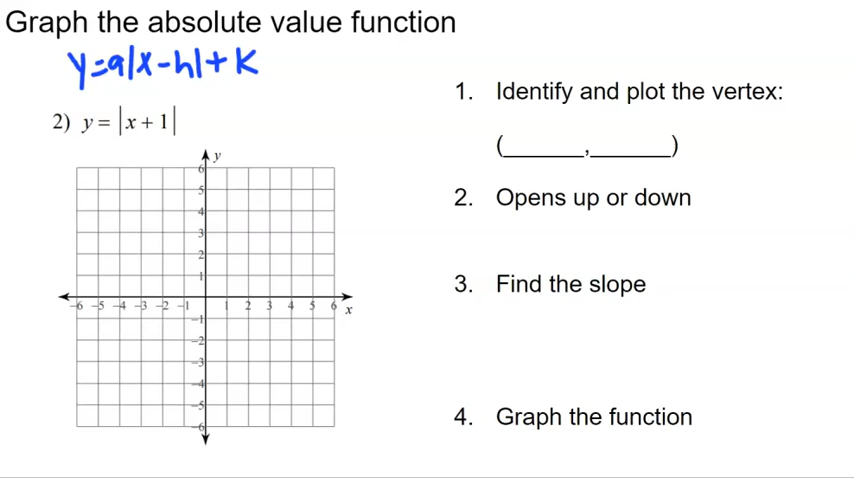 Graph the absolute value function
y=a|x-h|+k
2) y = |x + 1|
1. Identify and plot the vertex:
(______,______)
2. Opens up or down
3. Find the slope
4. Graph the function
y
6
5
4
3
2
1
-6 -5 -4 -3 -2 -1 1 2 3 4 5 6 x
-1
-2
-3
-4
-5
-6